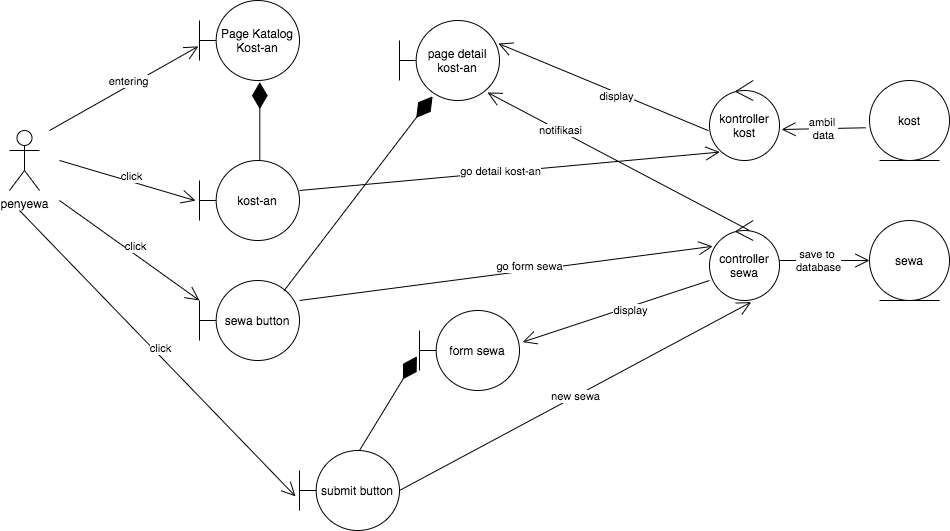 Page Katalog
Kost-an
page detail
kost-an
entering
display
kontroller
kost
ambil
data
kost
notifikasi
click
go detail kost-an
kost-an
penyewa
click
go form sewa
controller
sewa
save to
database
sewa
sewa button
display
click
form sewa
new sewa
submit button